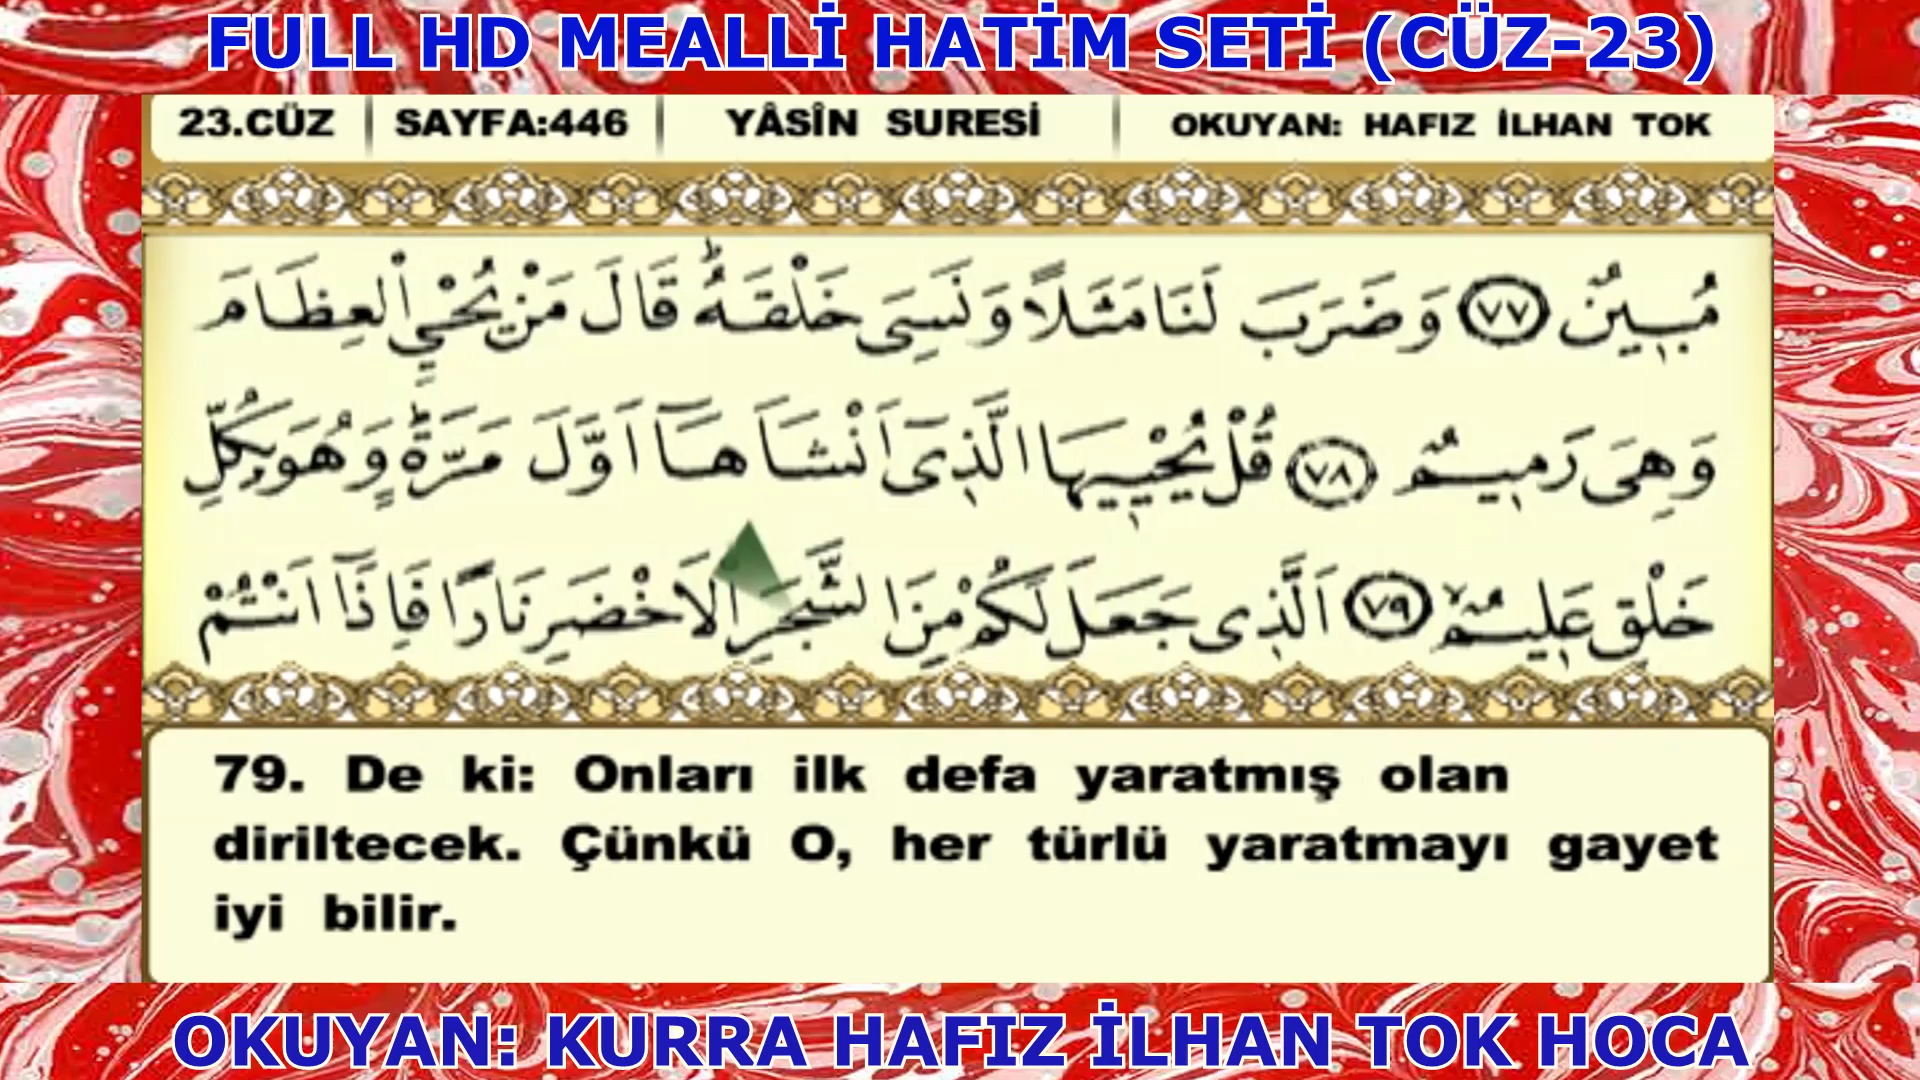 FULL HD MEALLİ HATİM SETİ (CÜZ-23)
23.CÜZ | SAYFA:446 | YÂSÎN SURESİ | OKUYAN: HAFIZ İLHAN TOK
مُبٖينٌ ﴿٧٧﴾ وَضَرَبَ لَنَا مَثَلًا وَنَسِىَ خَلْقَهُؕ قَالَ مَنْ يُحْيِ الْعِظَامَ
وَهِىَ رَمٖيمٌ ﴿٧٨﴾ قُلْ يُحْيٖيهَا الَّذٖٓى اَنْشَاَهَٓا اَوَّلَ مَرَّةٍؕ وَهُوَ بِكُلِّ
خَلْقٍ عَلٖيمٌۙ ﴿٧٩﴾ اَلَّذٖى جَعَلَ لَكُمْ مِنَ الشَّجَرِ الْاَخْضَرِ نَارًا فَاِذَٓا اَنْتُمْ
79. De ki: Onları ilk defa yaratmış olan
diriltecek. Çünkü O, her türlü yaratmayı gayet
iyi bilir.
OKUYAN: KURRA HAFIZ İLHAN TOK HOCA